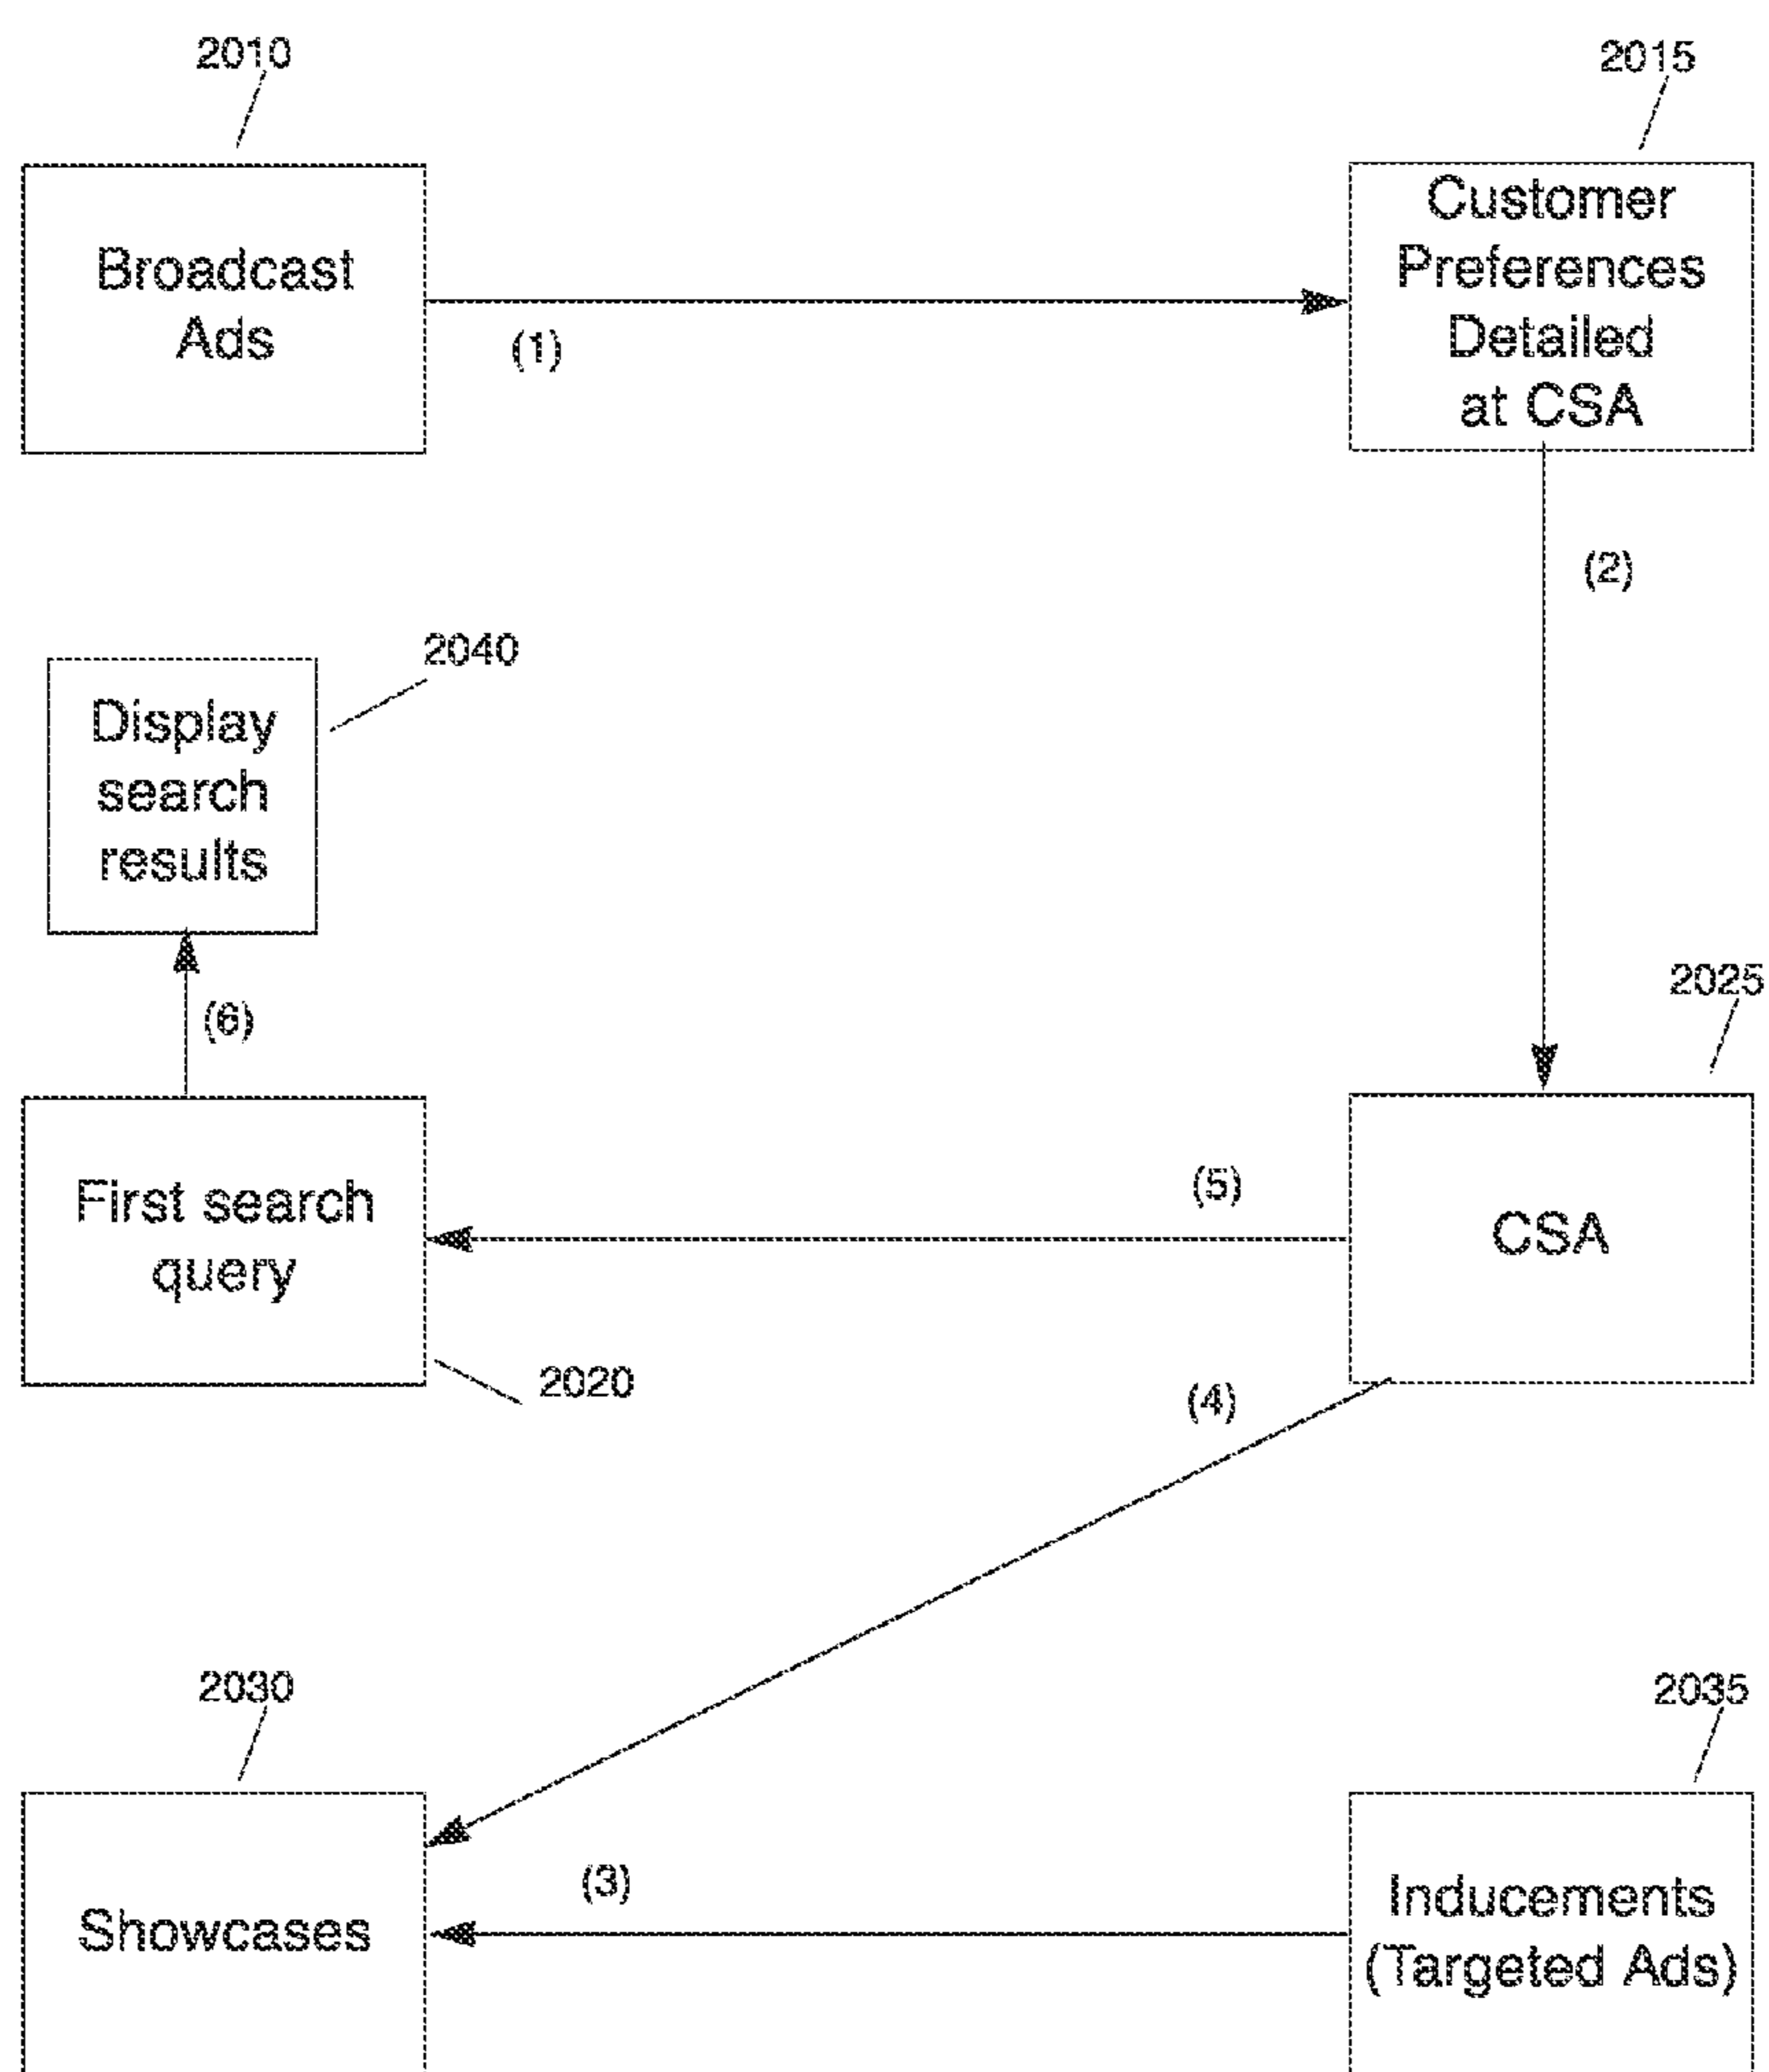 2010
2015
Broadcast
Ads
Customer
Preferences
Detailed
at CSA
(1)
(2)
2040
Display
search
results
2025
(6)
First search
query
(5)
CSA
2020
(4)
2030
2035
(3)
Showcases
Inducements
(Targeted Ads)